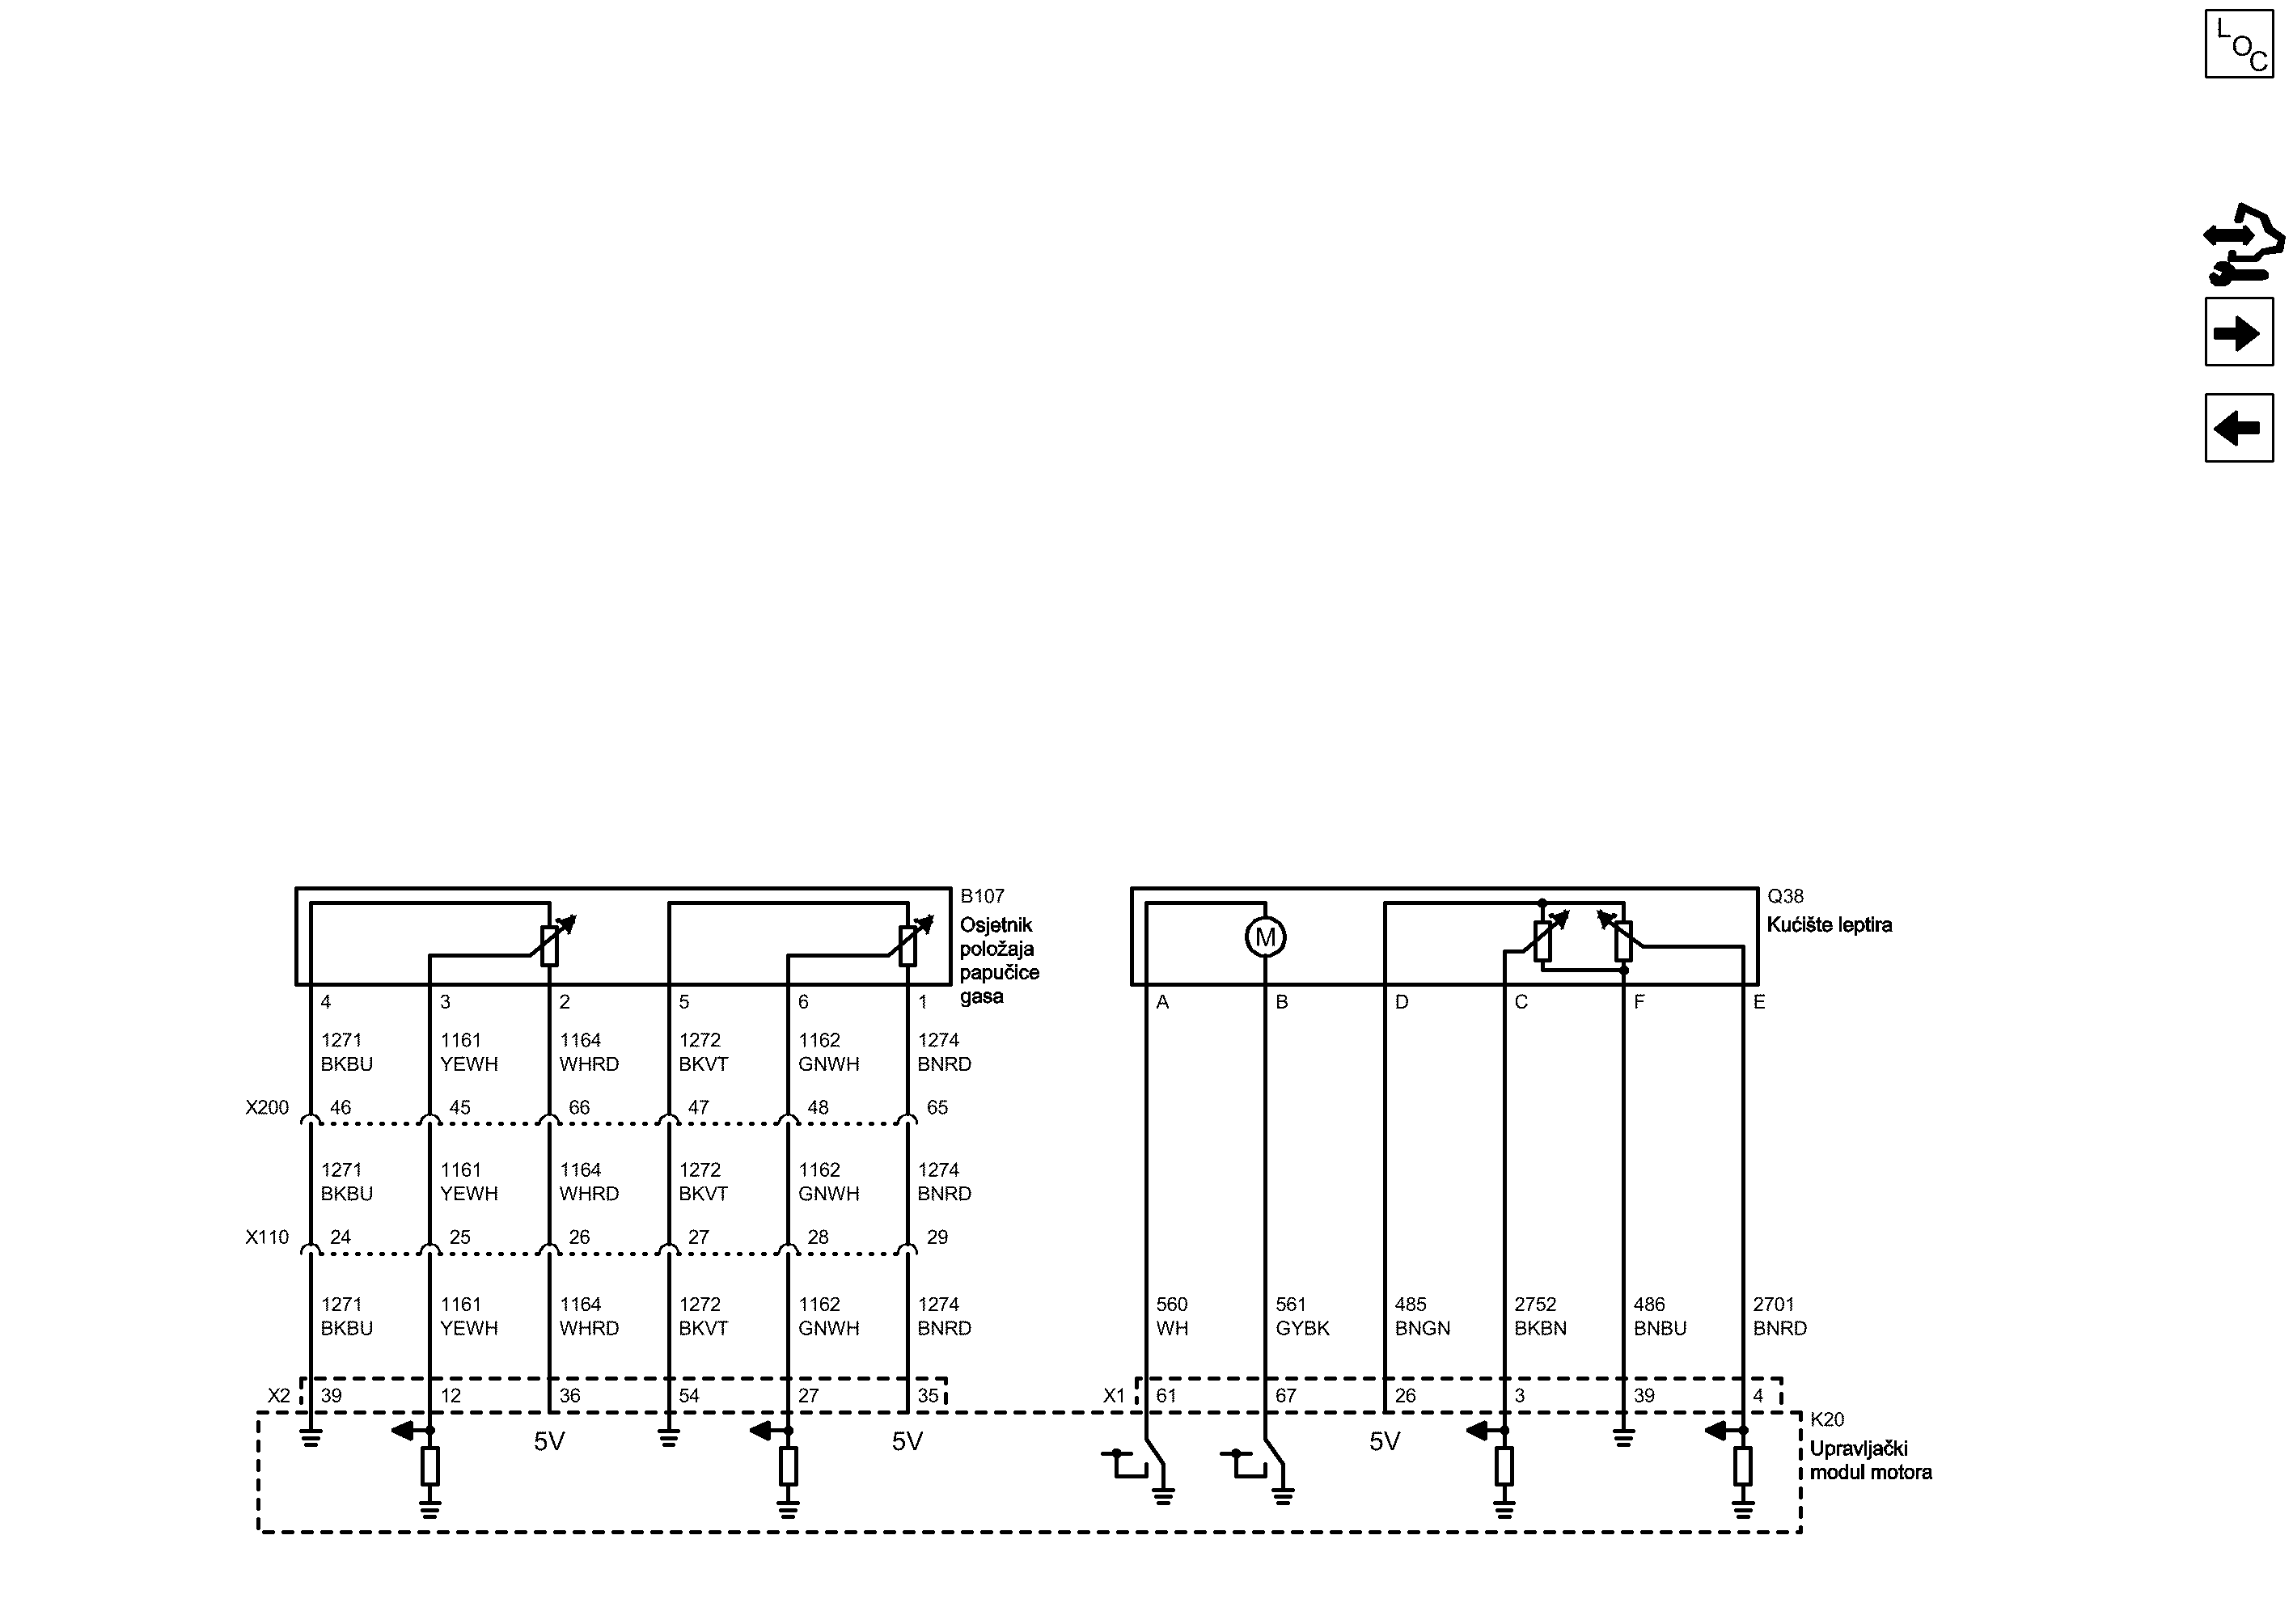 LOC
B107
Osjetnik
položaja
papučice
gasa
Q38
Kućište leptira
M
4 3 2 5 6 1
A B D C F E
1271 1161 1164 1272 1162 1274
BKBU YEWH WHRD BKVT GNWH BNRD
X200 46 45 66 47 48 65
1271 1161 1164 1272 1162 1274
BKBU YEWH WHRD BKVT GNWH BNRD
X110 24 25 26 27 28 29
1271 1161 1164 1272 1162 1274
BKBU YEWH WHRD BKVT GNWH BNRD
560 561 485 2752 486 2701
WH GYBK BNGN BKBN BNBU BNRD
X2 39 12 36 54 27 35
X1 61 67 26 3 39 4
5V 5V 5V
K20
Upravljački
modul motora